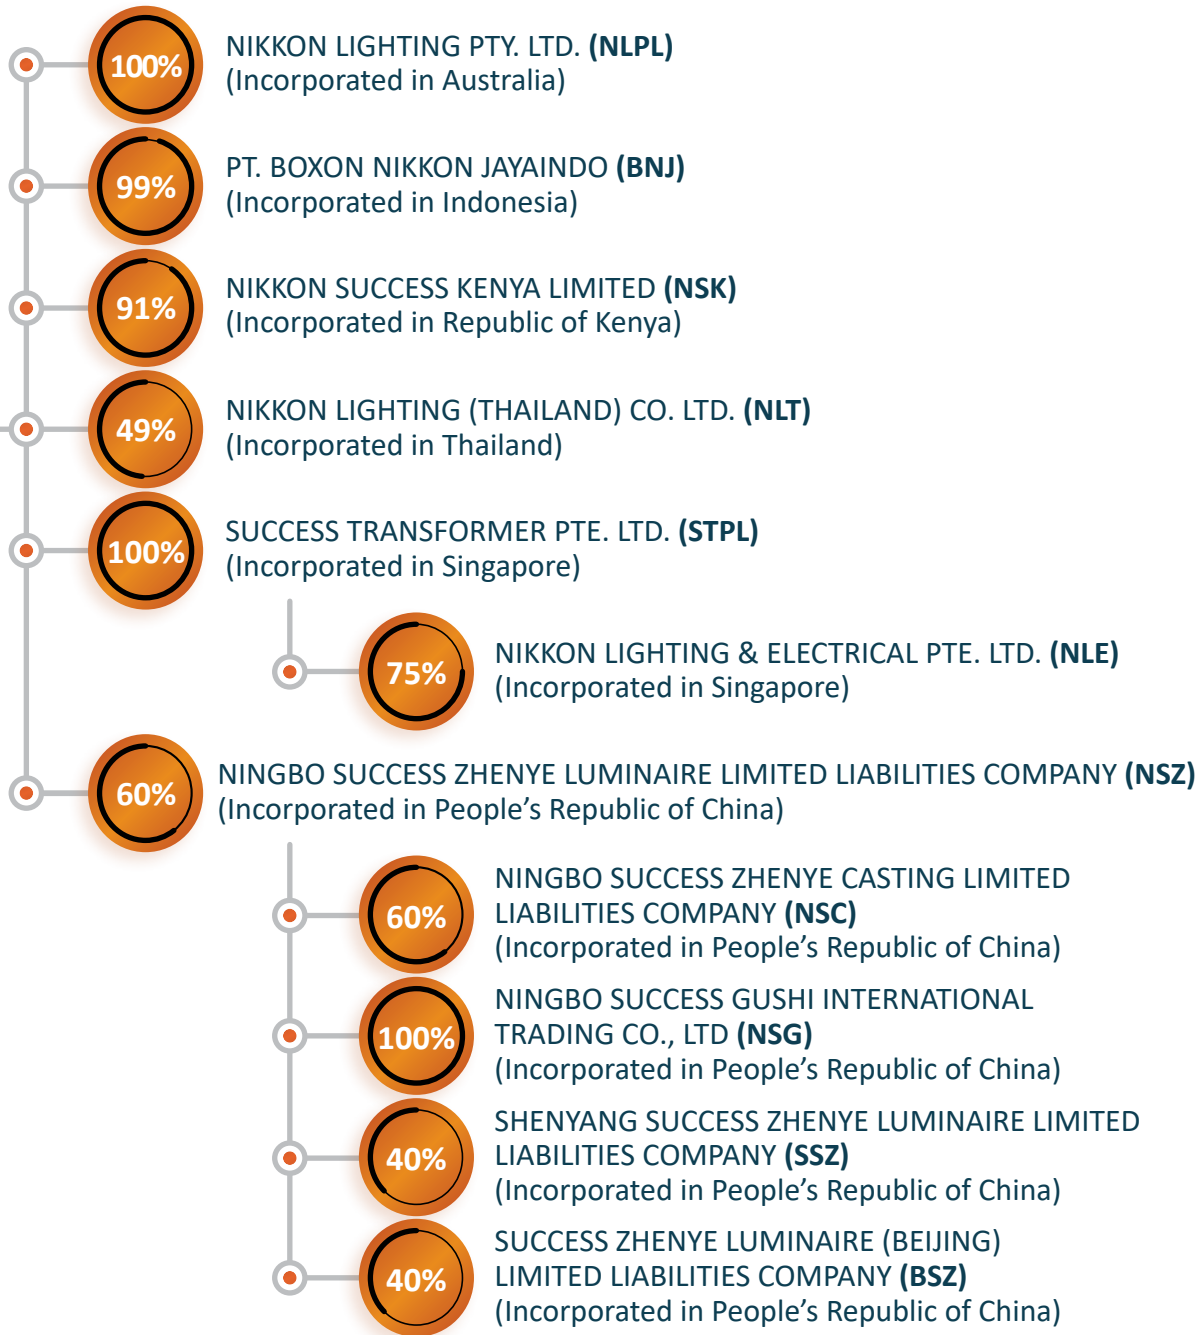 100%
NIKKON LIGHTING PTY. LTD. (NLPL)
(Incorporated in Australia)
99%
PT. BOXON NIKKON JAYAINDO (BNJ)
(Incorporated in Indonesia)
91%
NIKKON SUCCESS KENYA LIMITED (NSK)
(Incorporated in Republic of Kenya)
49%
NIKKON LIGHTING (THAILAND) CO. LTD. (NLT)
(Incorporated in Thailand)
100%
SUCCESS TRANSFORMER PTE. LTD. (STPL)
(Incorporated in Singapore)
75%
NIKKON LIGHTING & ELECTRICAL PTE. LTD. (NLE)
(Incorporated in Singapore)
60%
NINGBO SUCCESS ZHENYE LUMINAIRE LIMITED LIABILITIES COMPANY (NSZ)
(Incorporated in People’s Republic of China)
60%
NINGBO SUCCESS ZHENYE CASTING LIMITED
LIABILITIES COMPANY (NSC)
(Incorporated in People’s Republic of China)
100%
NINGBO SUCCESS GUSHI INTERNATIONAL
TRADING CO., LTD (NSG)
(Incorporated in People’s Republic of China)
40%
SHENYANG SUCCESS ZHENYE LUMINAIRE LIMITED
LIABILITIES COMPANY (SSZ)
(Incorporated in People’s Republic of China)
40%
SUCCESS ZHENYE LUMINAIRE (BEIJING)
LIMITED LIABILITIES COMPANY (BSZ)
(Incorporated in People’s Republic of China)